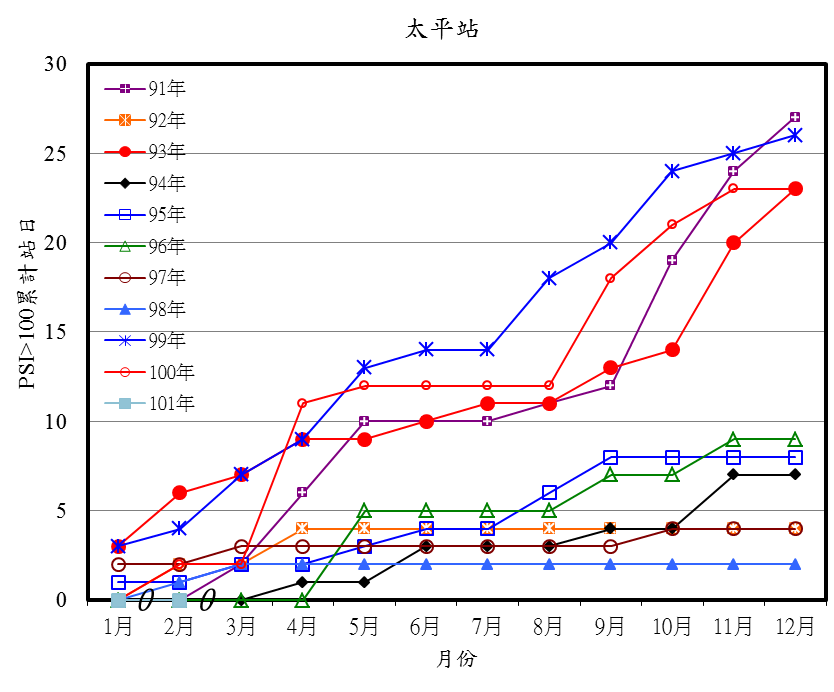 太平站
PSI>100累計站日
30
25
20
15
10
5
0
91年
92年
93年
94年
95年
96年
97年
98年
99年
100年
101年
0 0
1月 2月 3月 4月 5月 6月 7月 8月 9月 10月 11月 12月
月份